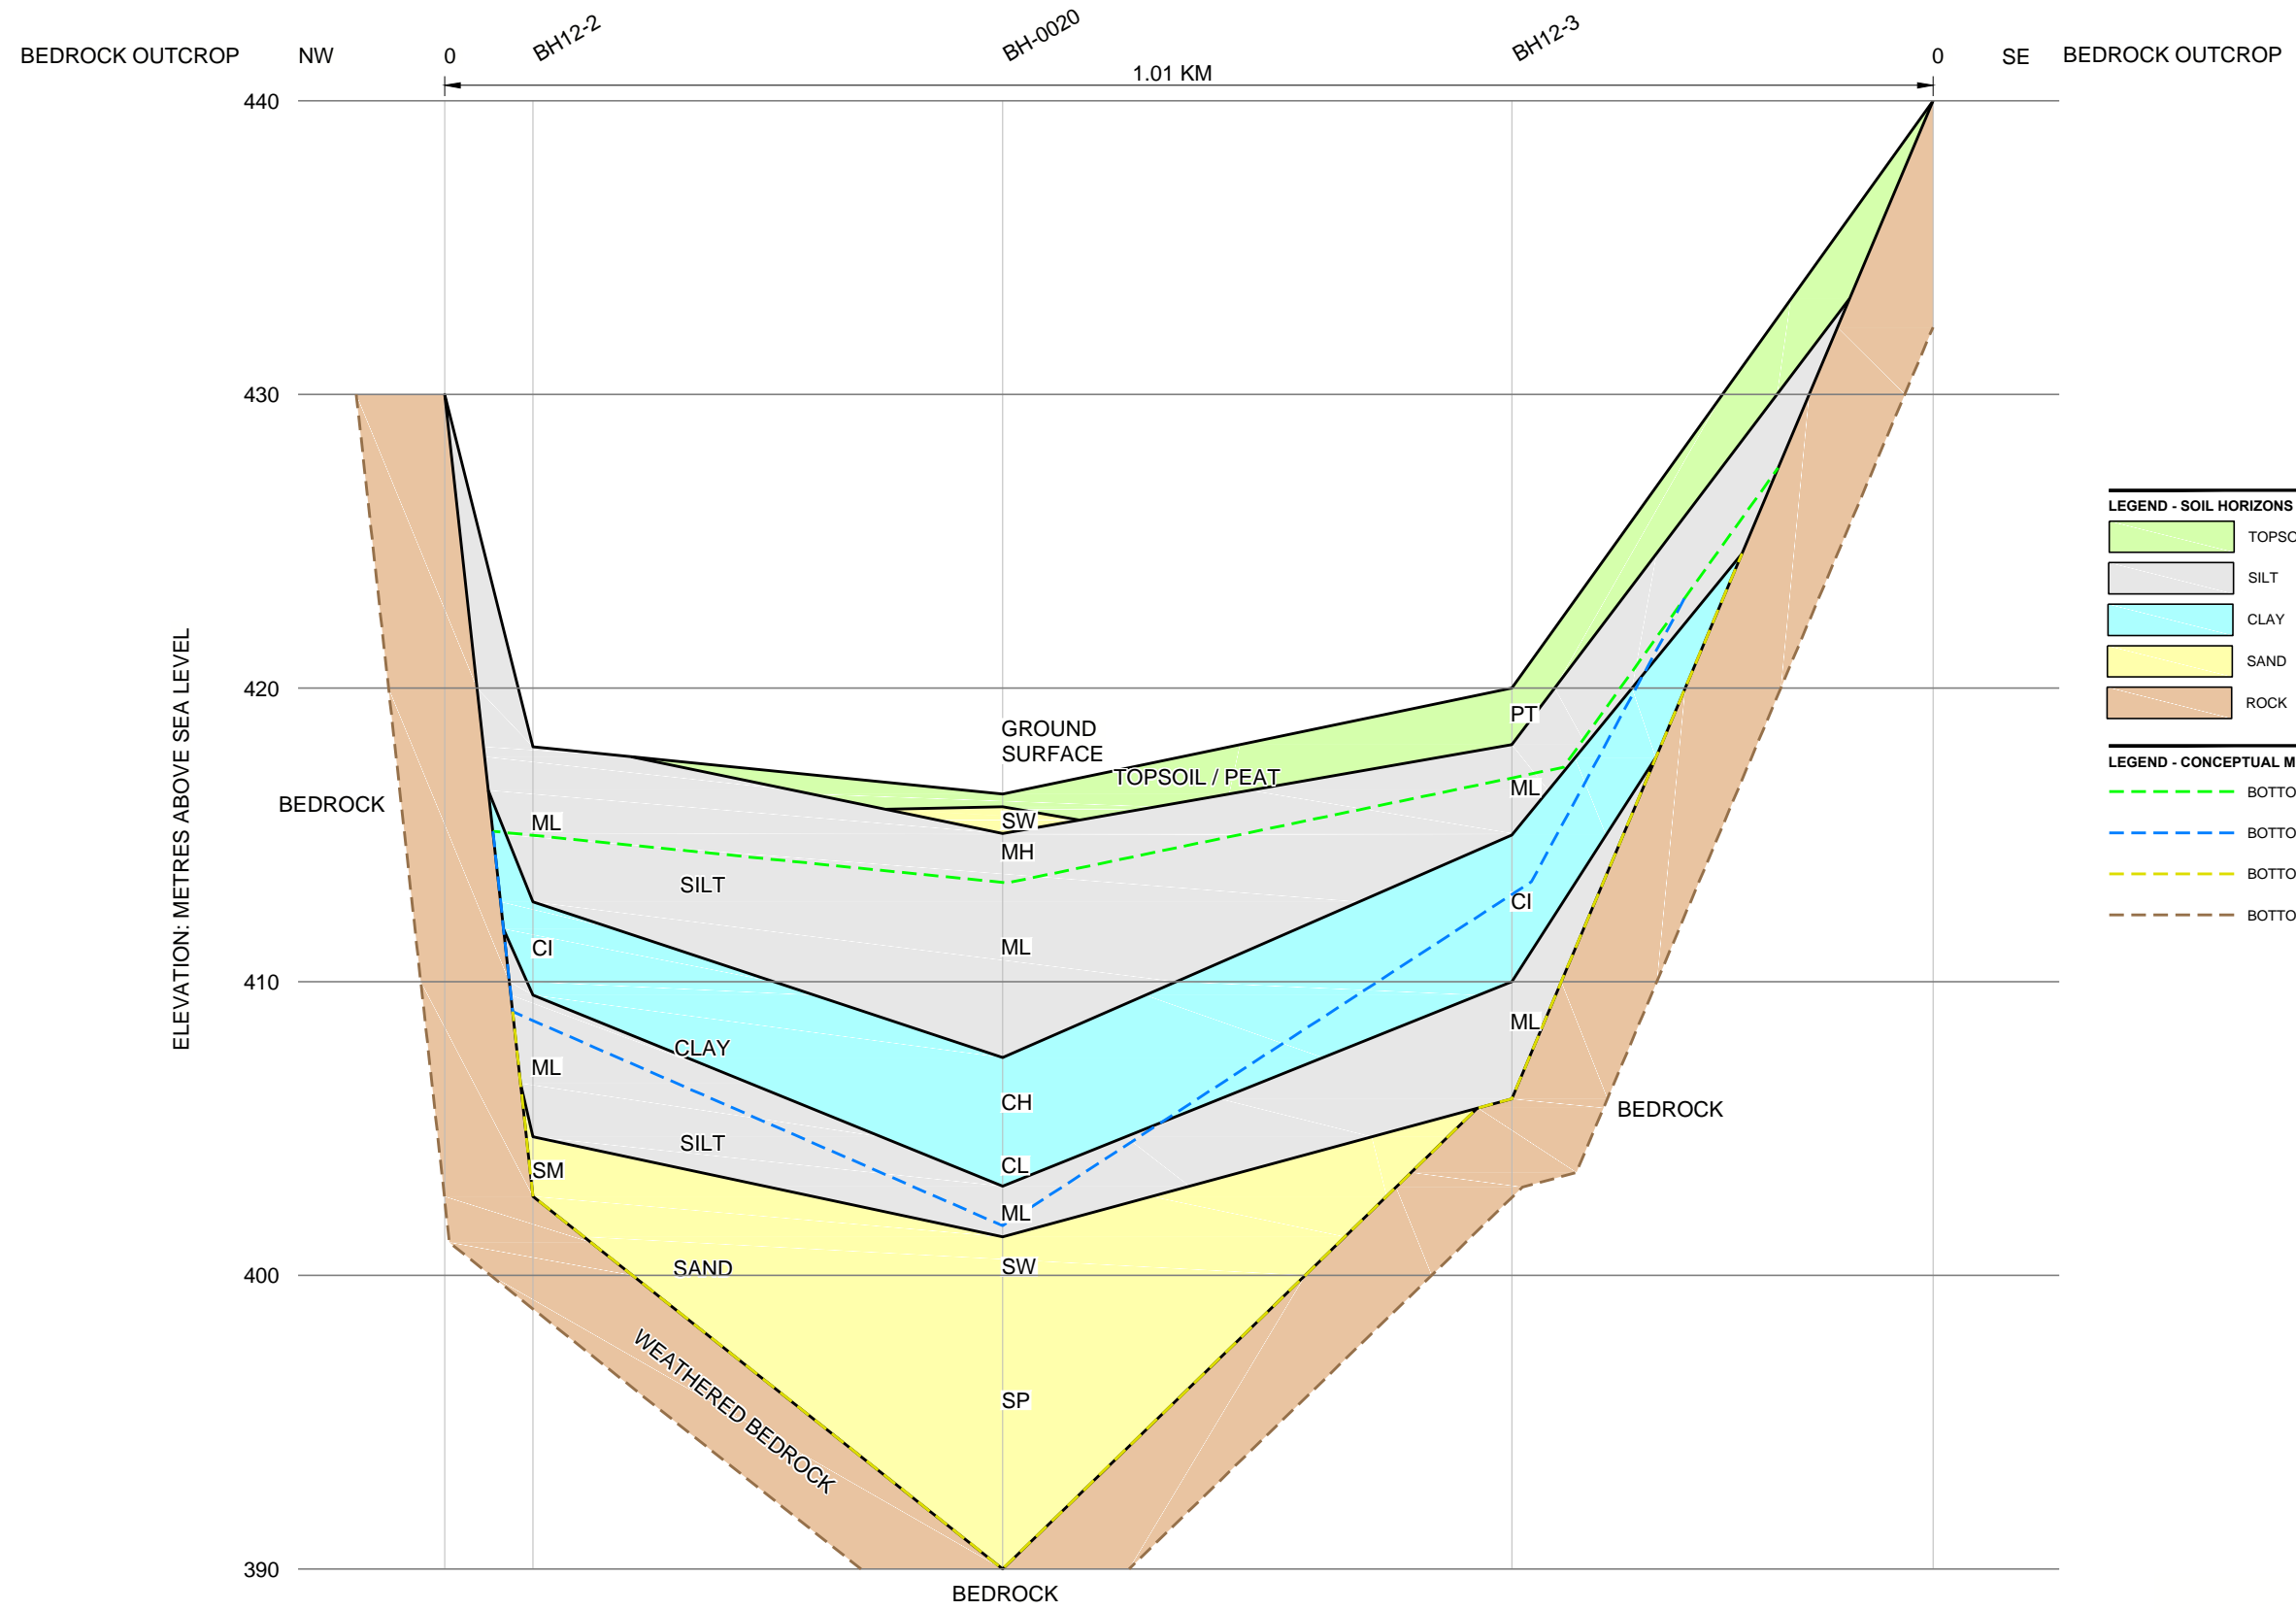 BEDROCK OUTCROP NW 0 BH12-2 BH-0020 BH12-3 0 SE BEDROCK OUTCROP
1.01 KM
440
430
420
410
400
390
ELEVATION: METRES ABOVE SEA LEVEL
BEDROCK
GROUND
SURFACE
TOPSOIL / PEAT
PT
ML
SW
MH
ML
ML
SILT
CI
CI
ML
CLAY
ML
ML
CH
SILT
CL
SM
ML
SAND
SW
SP
WEATHERED BEDROCK
BEDROCK
BEDROCK
LEGEND - SOIL HORIZONS
SILT
CLAY
SAND
ROCK
LEGEND - CONCEPTUAL